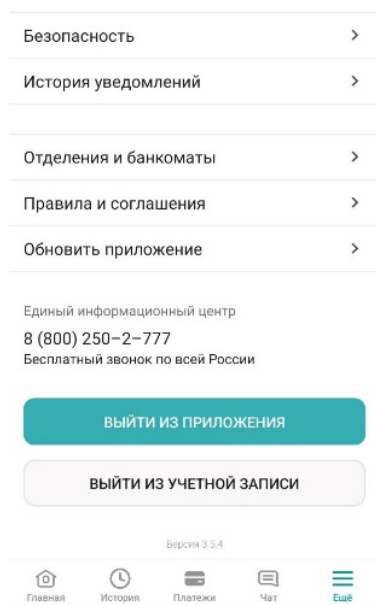 Безопасность
История уведомлений
Отделения и банкоматы
Правила и соглашения
Обновить приложение
Единый информационный центр
8 (800) 250-2-777
Бесплатный звонок по всей России
ВЫЙТИ ИЗ ПРИЛОЖЕНИЯ
ВЫЙТИ ИЗ УЧЕТНОЙ ЗАПИСИ
Версия 3.5.4
Главная История Платежи Чат Ещё